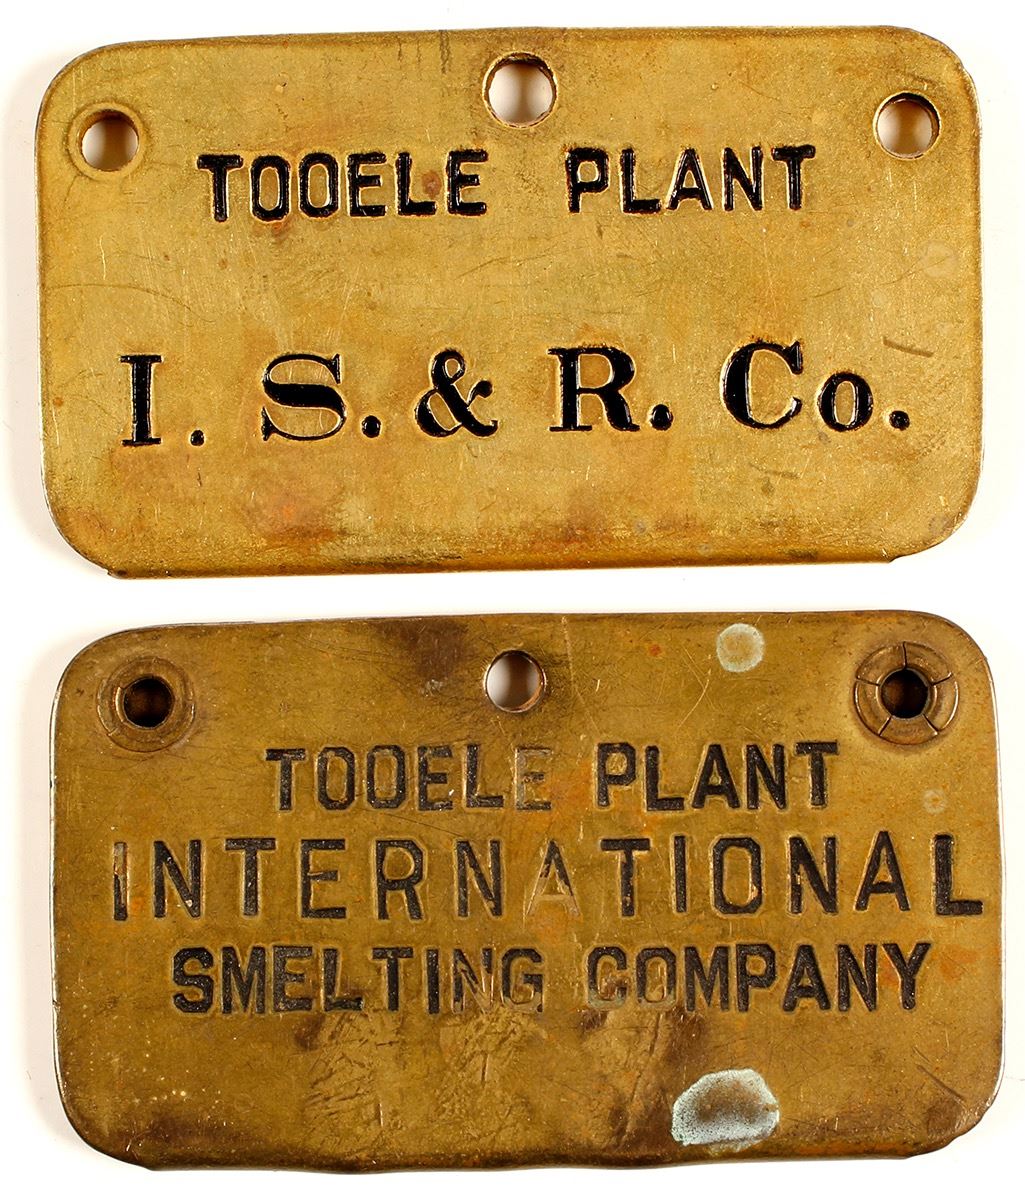 TOOELE PLANT
I. S. & R. Co.
TOOELE PLANT
INTERNATIONAL
SMELTING COMPANY